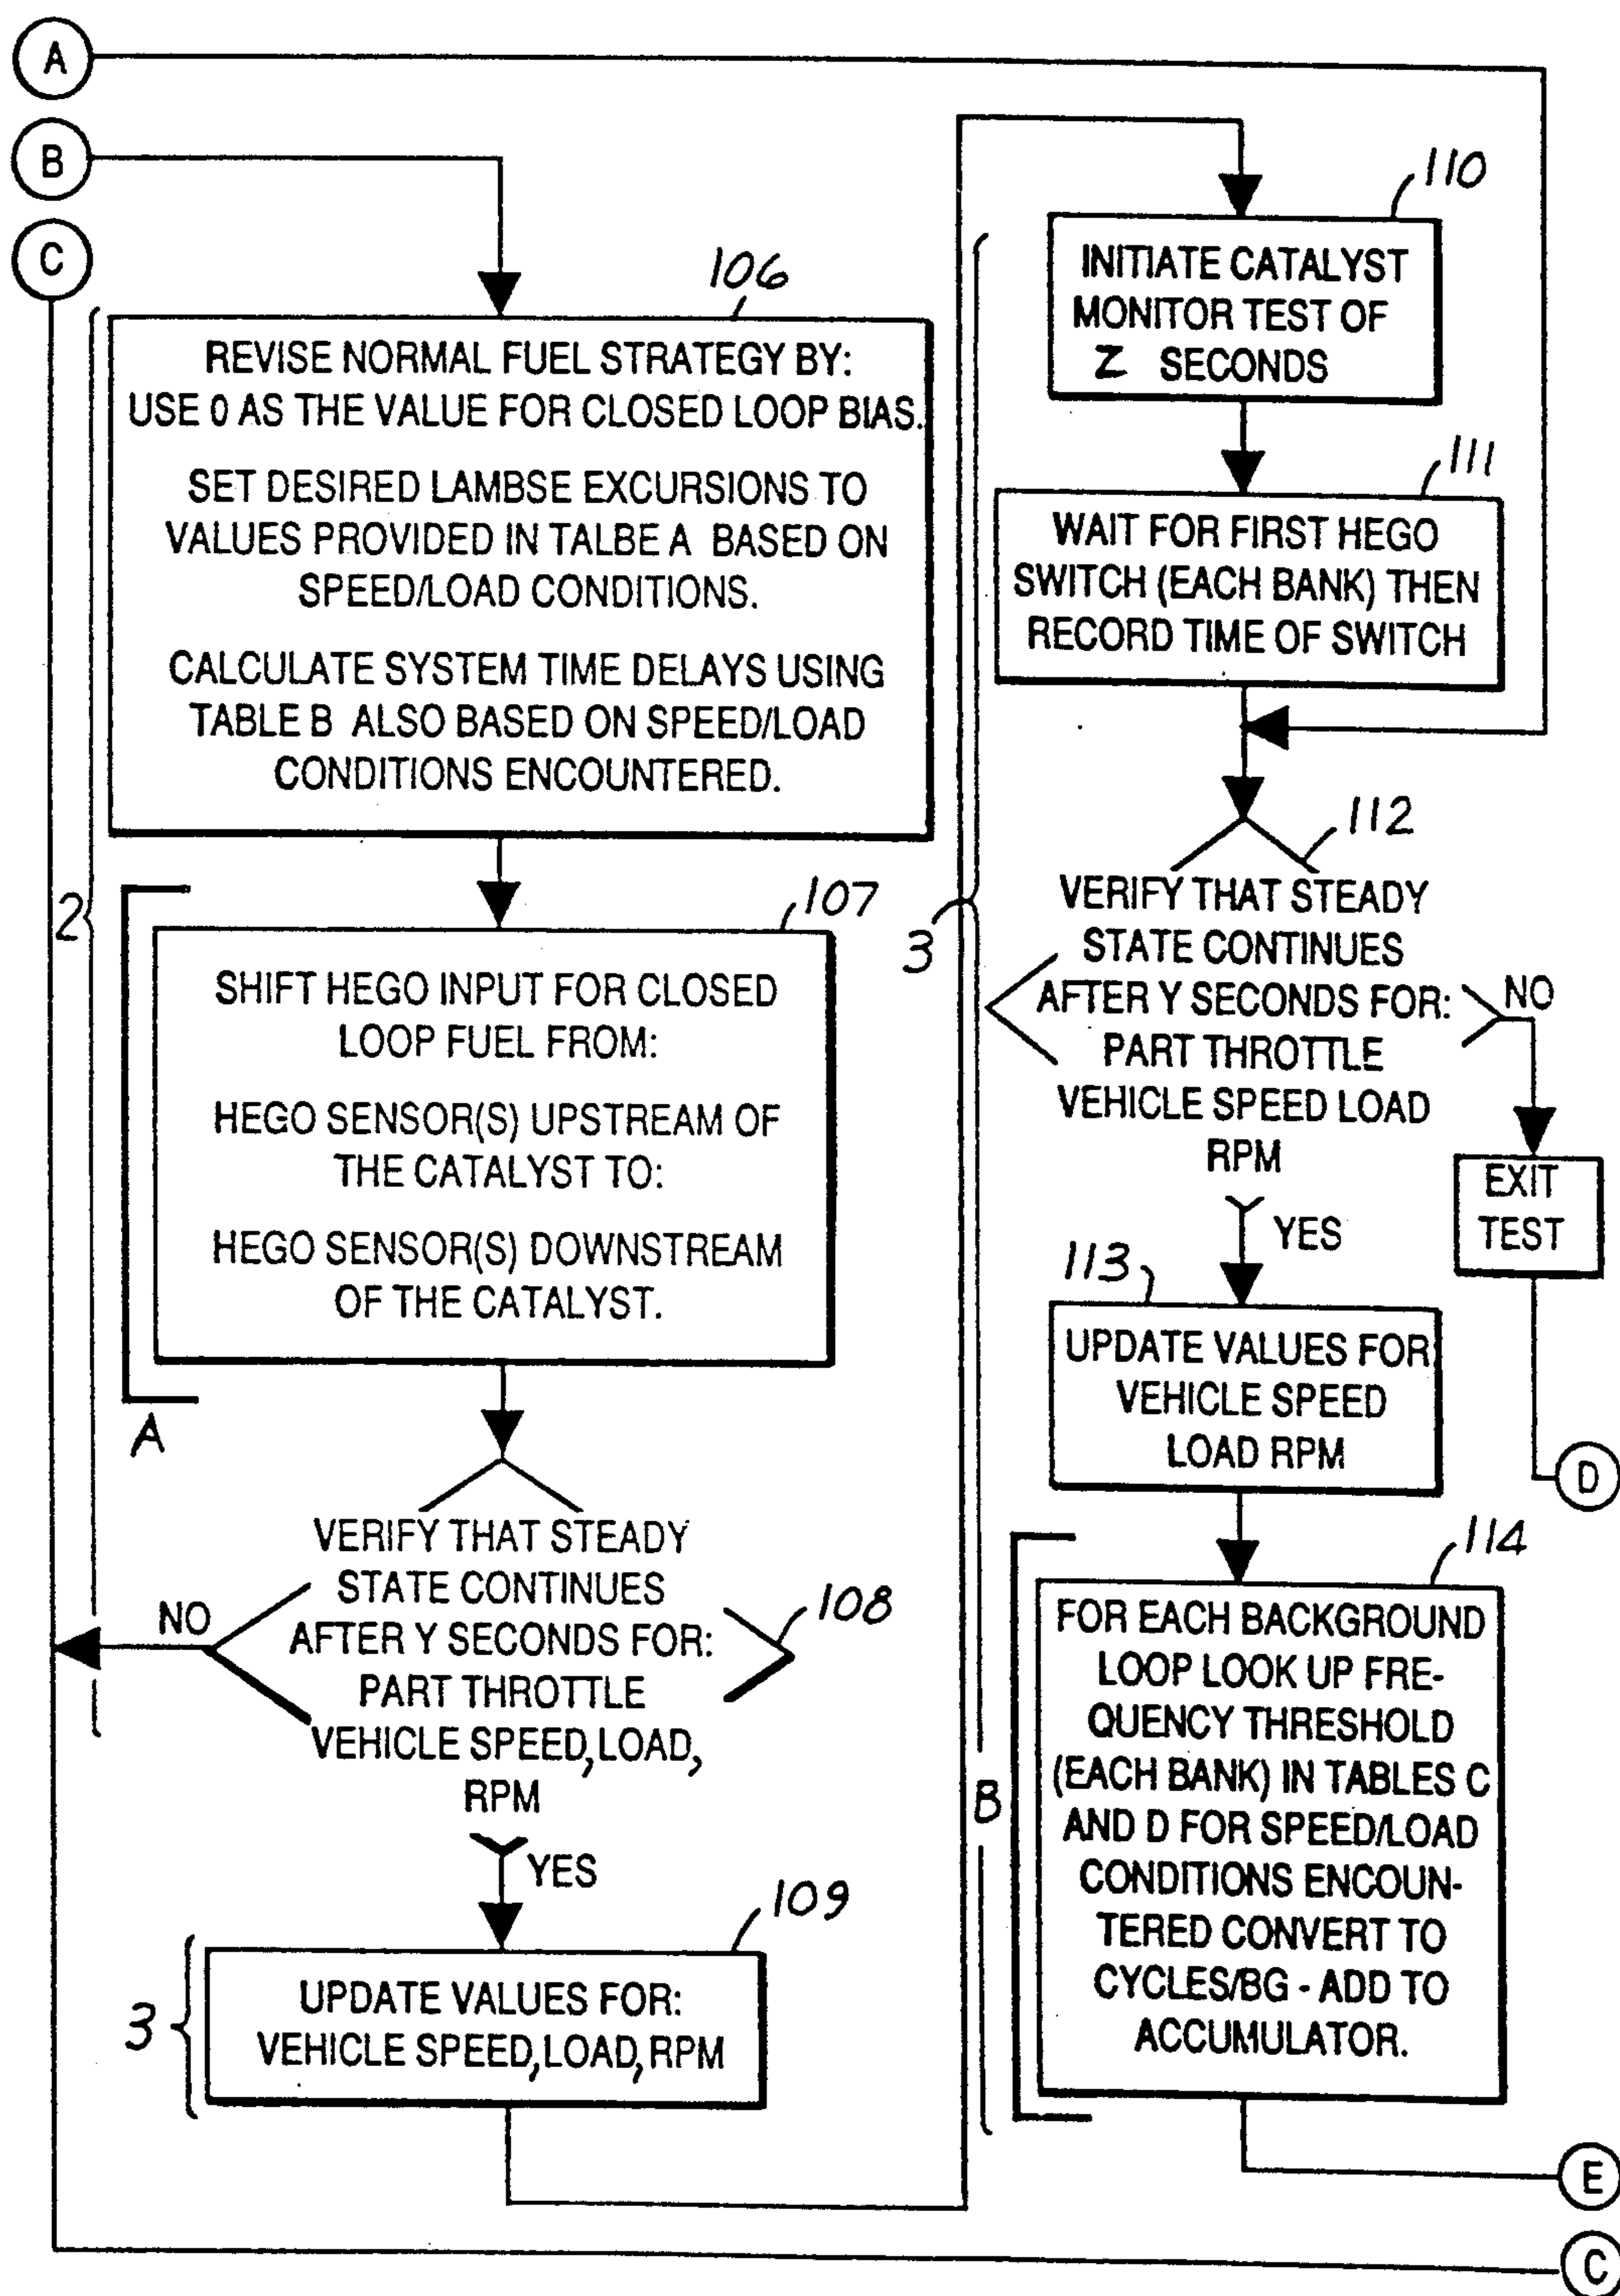 A
B
C
106
REVISE NORMAL FUEL STRATEGY BY:
USE 0 AS THE VALUE FOR CLOSED LOOP BIAS.
SET DESIRED LAMBSE EXCURSIONS TO
VALUES PROVIDED IN TALBE A BASED ON
SPEED/LOAD CONDITIONS.
CALCULATE SYSTEM TIME DELAYS USING
TABLE B ALSO BASED ON SPEED/LOAD
CONDITIONS ENCOUNTERED.
2
107
SHIFT HEGO INPUT FOR CLOSED
LOOP FUEL FROM:
HEGO SENSOR(S) UPSTREAM OF
THE CATALYST TO:
HEGO SENSOR(S) DOWNSTREAM
OF THE CATALYST.
A
VERIFY THAT STEADY
STATE CONTINUES
AFTER Y SECONDS FOR:
PART THROTTLE
VEHICLE SPEED, LOAD,
RPM
108
NO
YES
109
3
UPDATE VALUES FOR:
VEHICLE SPEED, LOAD, RPM
110
INITIATE CATALYST
MONITOR TEST OF
Z SECONDS
111
WAIT FOR FIRST HEGO
SWITCH (EACH BANK) THEN
RECORD TIME OF SWITCH
112
3
VERIFY THAT STEADY
STATE CONTINUES
AFTER Y SECONDS FOR:
PART THROTTLE
VEHICLE SPEED LOAD
RPM
NO
EXIT
TEST
D
YES
113
UPDATE VALUES FOR
VEHICLE SPEED
LOAD RPM
114
B
FOR EACH BACKGROUND
LOOP LOOK UP FRE-
QUENCY THRESHOLD
(EACH BANK) IN TABLES C
AND D FOR SPEED/LOAD
CONDITIONS ENCOUN-
TERED CONVERT TO
CYCLES/BG - ADD TO
ACCUMULATOR.
E
C